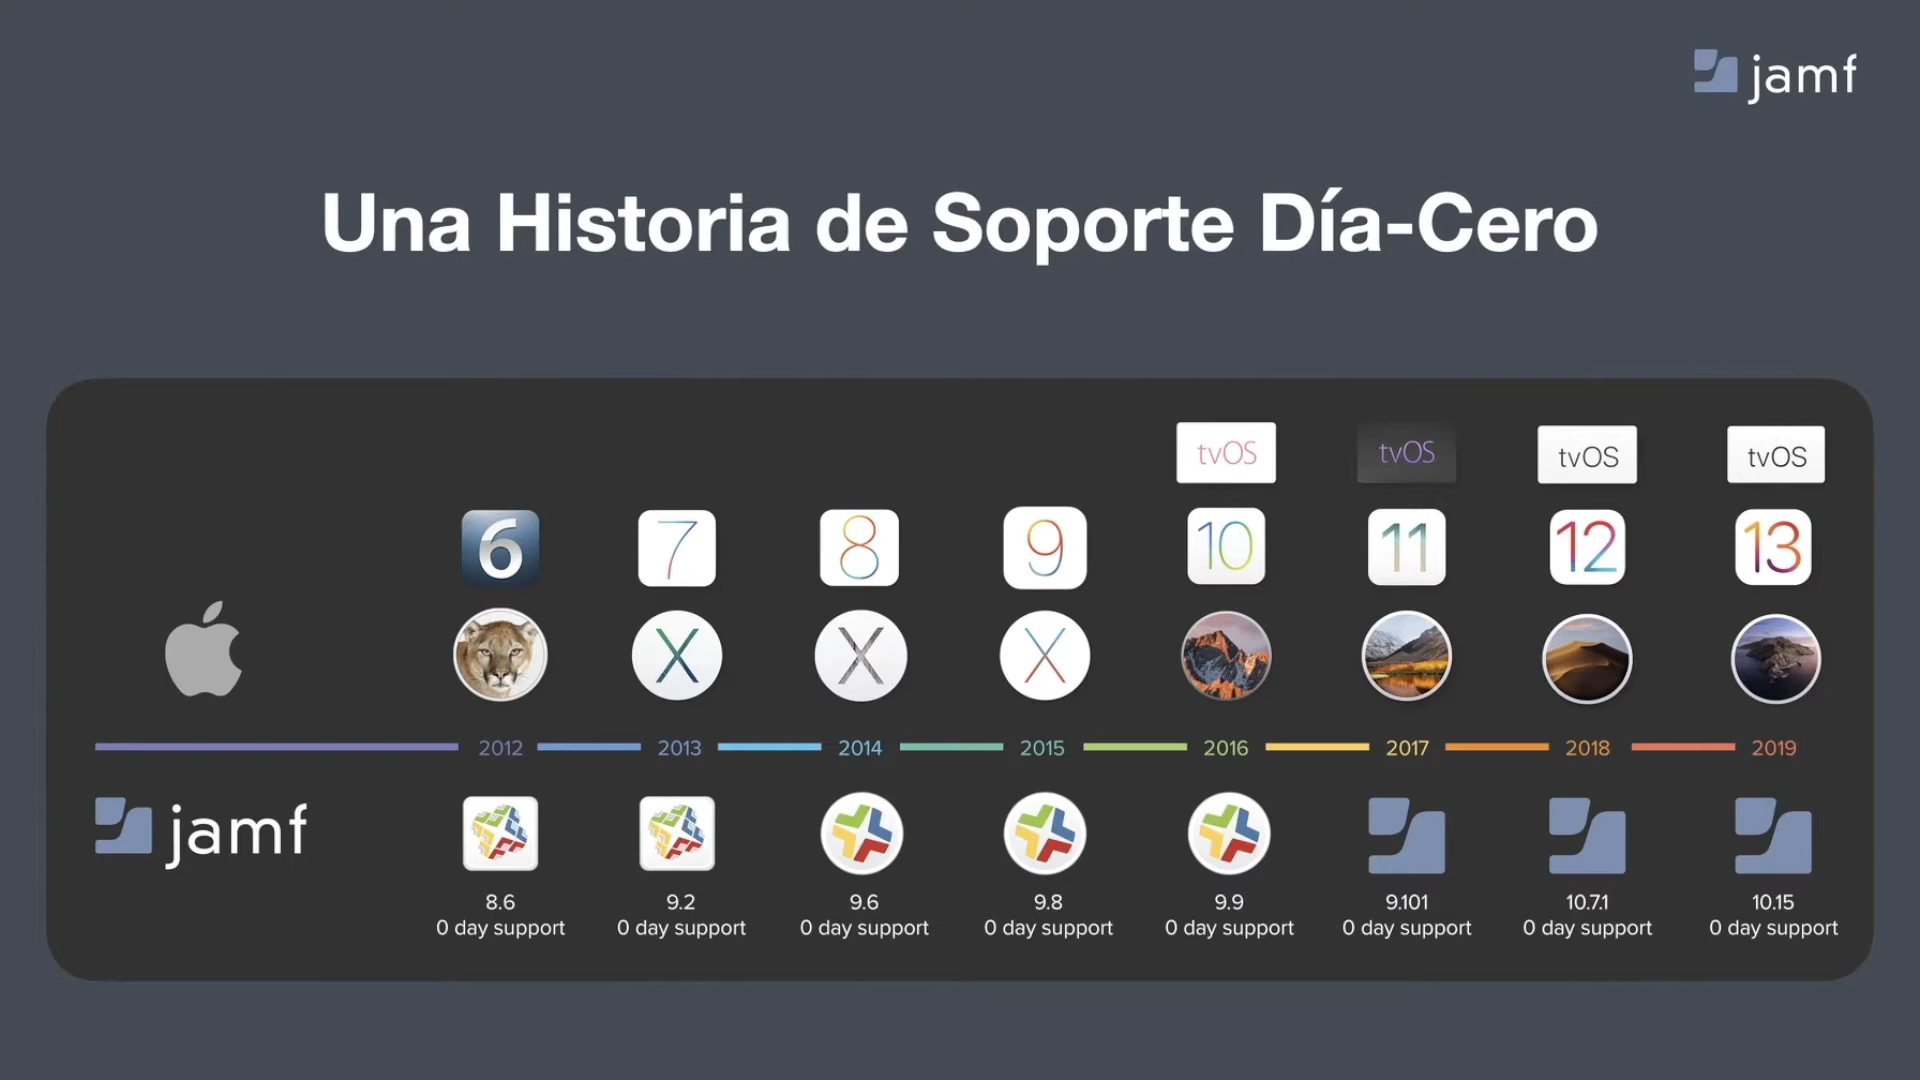 jamf
Una Historia de Soporte Día-Cero
tvOS tvOS tvOS tvOS
6 7 8 9 10 11 12 13
X X X
2012 2013 2014 2015 2016 2017 2018 2019
jamf
8.6 9.2 9.6 9.8 9.9 9.101 10.7.1 10.15
0 day support 0 day support 0 day support 0 day support 0 day support 0 day support 0 day support 0 day support